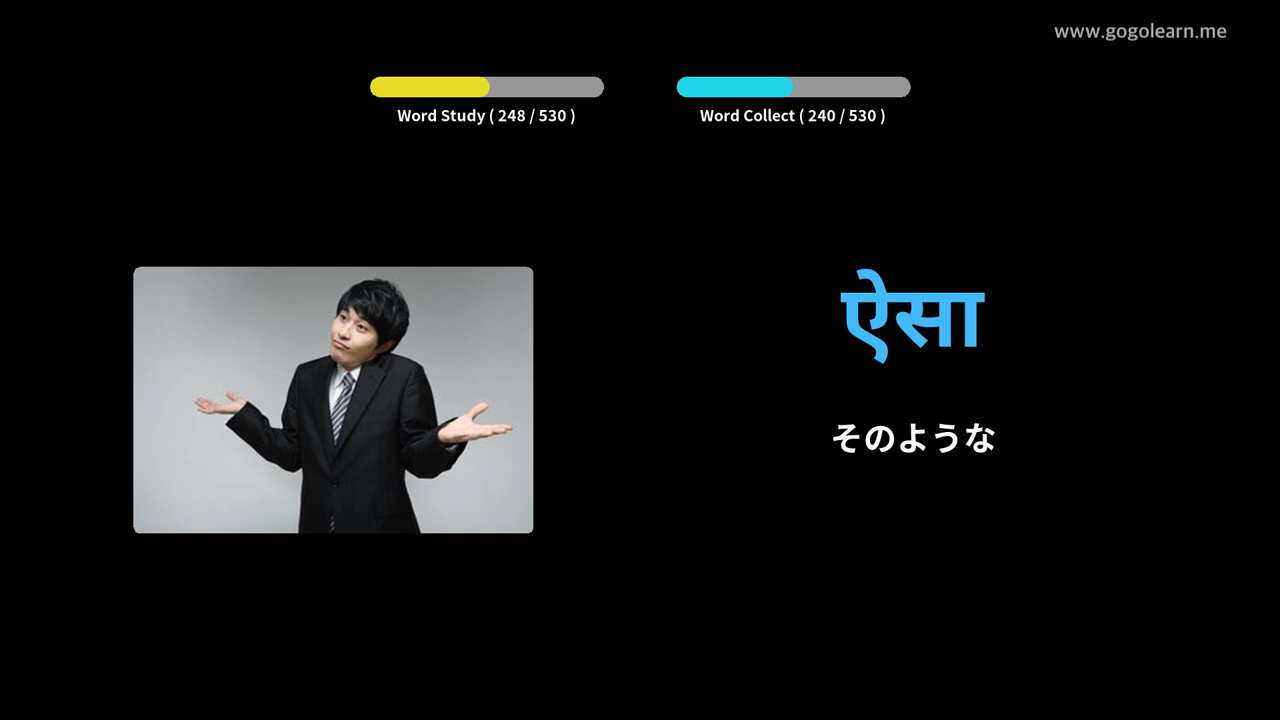 www.gogolearn.me
Word Study ( 248 / 530 )
Word Collect ( 240 / 530 )
ऐसा
そのような